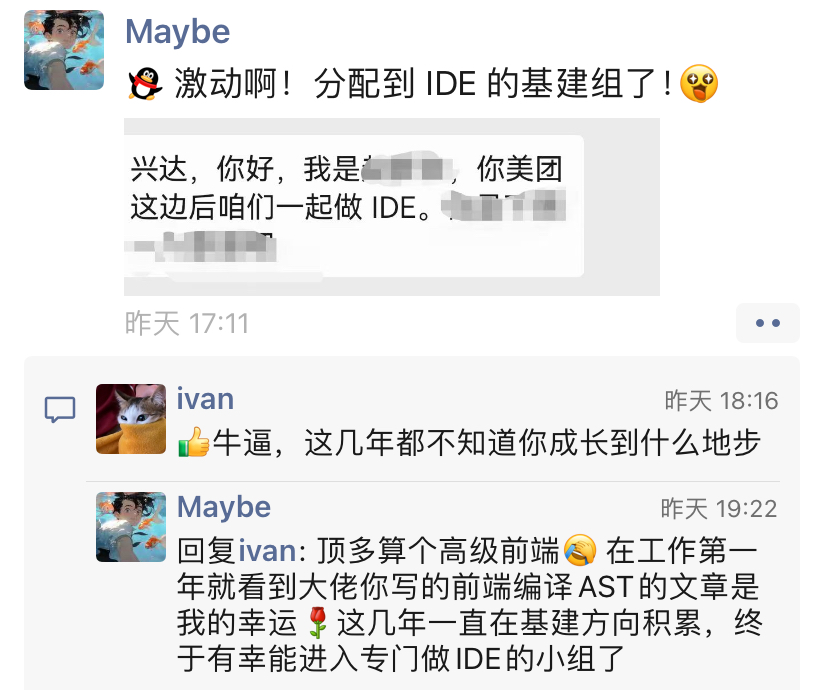 Maybe
激动啊！分配到 IDE 的基建组了！
兴达，你好，我是，你美团
这边后咱们一起做 IDE。
昨天 17:11
ivan
昨天 18:16
牛逼，这几年都不知道你成长到什么地步
Maybe
昨天 19:22
回复ivan: 顶多算个高级前端 在工作第一
年就看到大佬你写的前端编译AST的文章是
我的幸运 这几年一直在基建方向积累，终
于有幸能进入专门做IDE的小组了